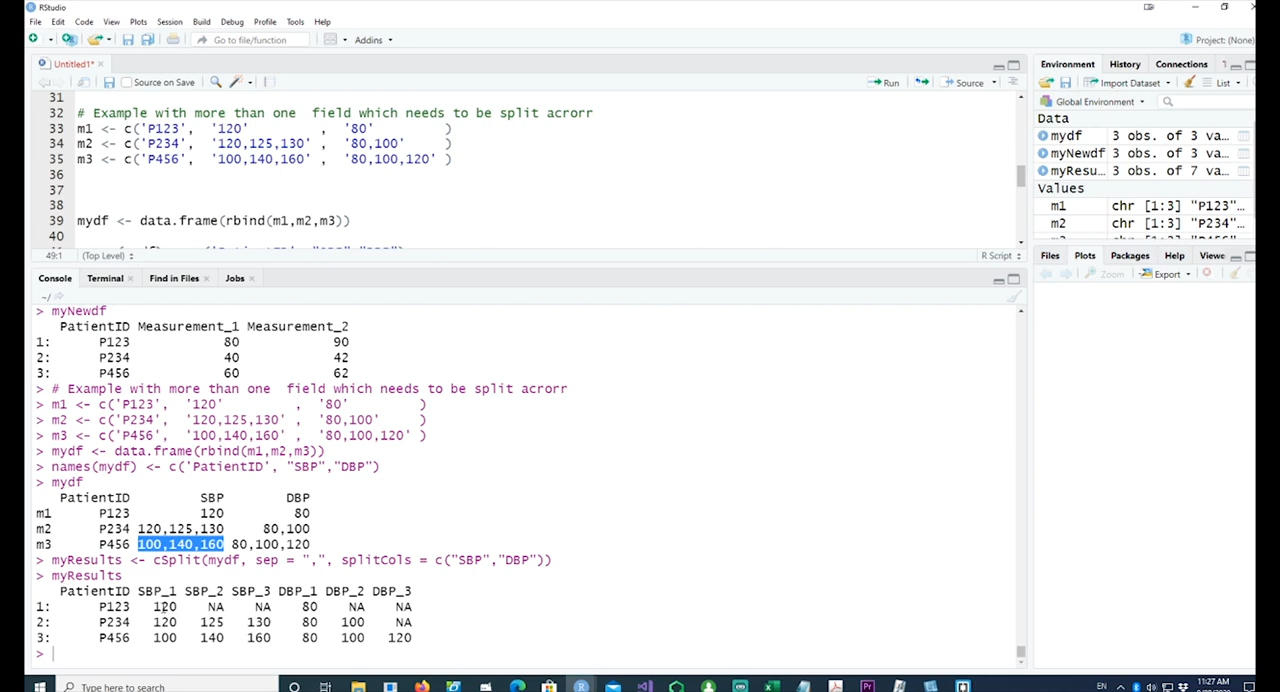 RStudio
File Edit Code View Plots Session Build Debug Profile Tools Help
Go to file/function Addins Project: (None)
Untitled1*
Source on Save Run Source
31
32 # Example with more than one  field which needs to be split acrorr
33 m1 <- c('P123',  '120'         ,  '80'         )
34 m2 <- c('P234',  '120,125,130' ,  '80,100'     )
35 m3 <- c('P456',  '100,140,160' ,  '80,100,120' )
36
37
38
39 mydf <- data.frame(rbind(m1,m2,m3))
40
49:1 (Top Level) R Script
Console Terminal Find in Files Jobs
~/
> myNewdf
PatientID Measurement_1 Measurement_2
1: P123 80 90
2: P234 40 42
3: P456 60 62
> # Example with more than one  field which needs to be split acrorr
> m1 <- c('P123',  '120'         ,  '80'         )
> m2 <- c('P234',  '120,125,130' ,  '80,100'     )
> m3 <- c('P456',  '100,140,160' ,  '80,100,120' )
> mydf <- data.frame(rbind(m1,m2,m3))
> names(mydf) <- c('PatientID', "SBP","DBP")
> mydf
PatientID SBP DBP
m1 P123 120 80
m2 P234 120,125,130 80,100
m3 P456 100,140,160 80,100,120
> myResults <- cSplit(mydf, sep = ",", splitCols = c("SBP","DBP"))
> myResults
PatientID SBP_1 SBP_2 SBP_3 DBP_1 DBP_2 DBP_3
1: P123 120 NA NA 80 NA NA
2: P234 120 125 130 80 100 NA
3: P456 100 140 160 80 100 120
>
Environment History Connections
Import Dataset List
Global Environment
Data
mydf 3 obs. of 3 va…
myNewdf 3 obs. of 3 va…
myResu… 3 obs. of 7 va…
Values
m1 chr [1:3] "P123"…
m2 chr [1:3] "P234"…
Files Plots Packages Help Viewe
Zoom Export
Type here to search
EN 11:27 AM